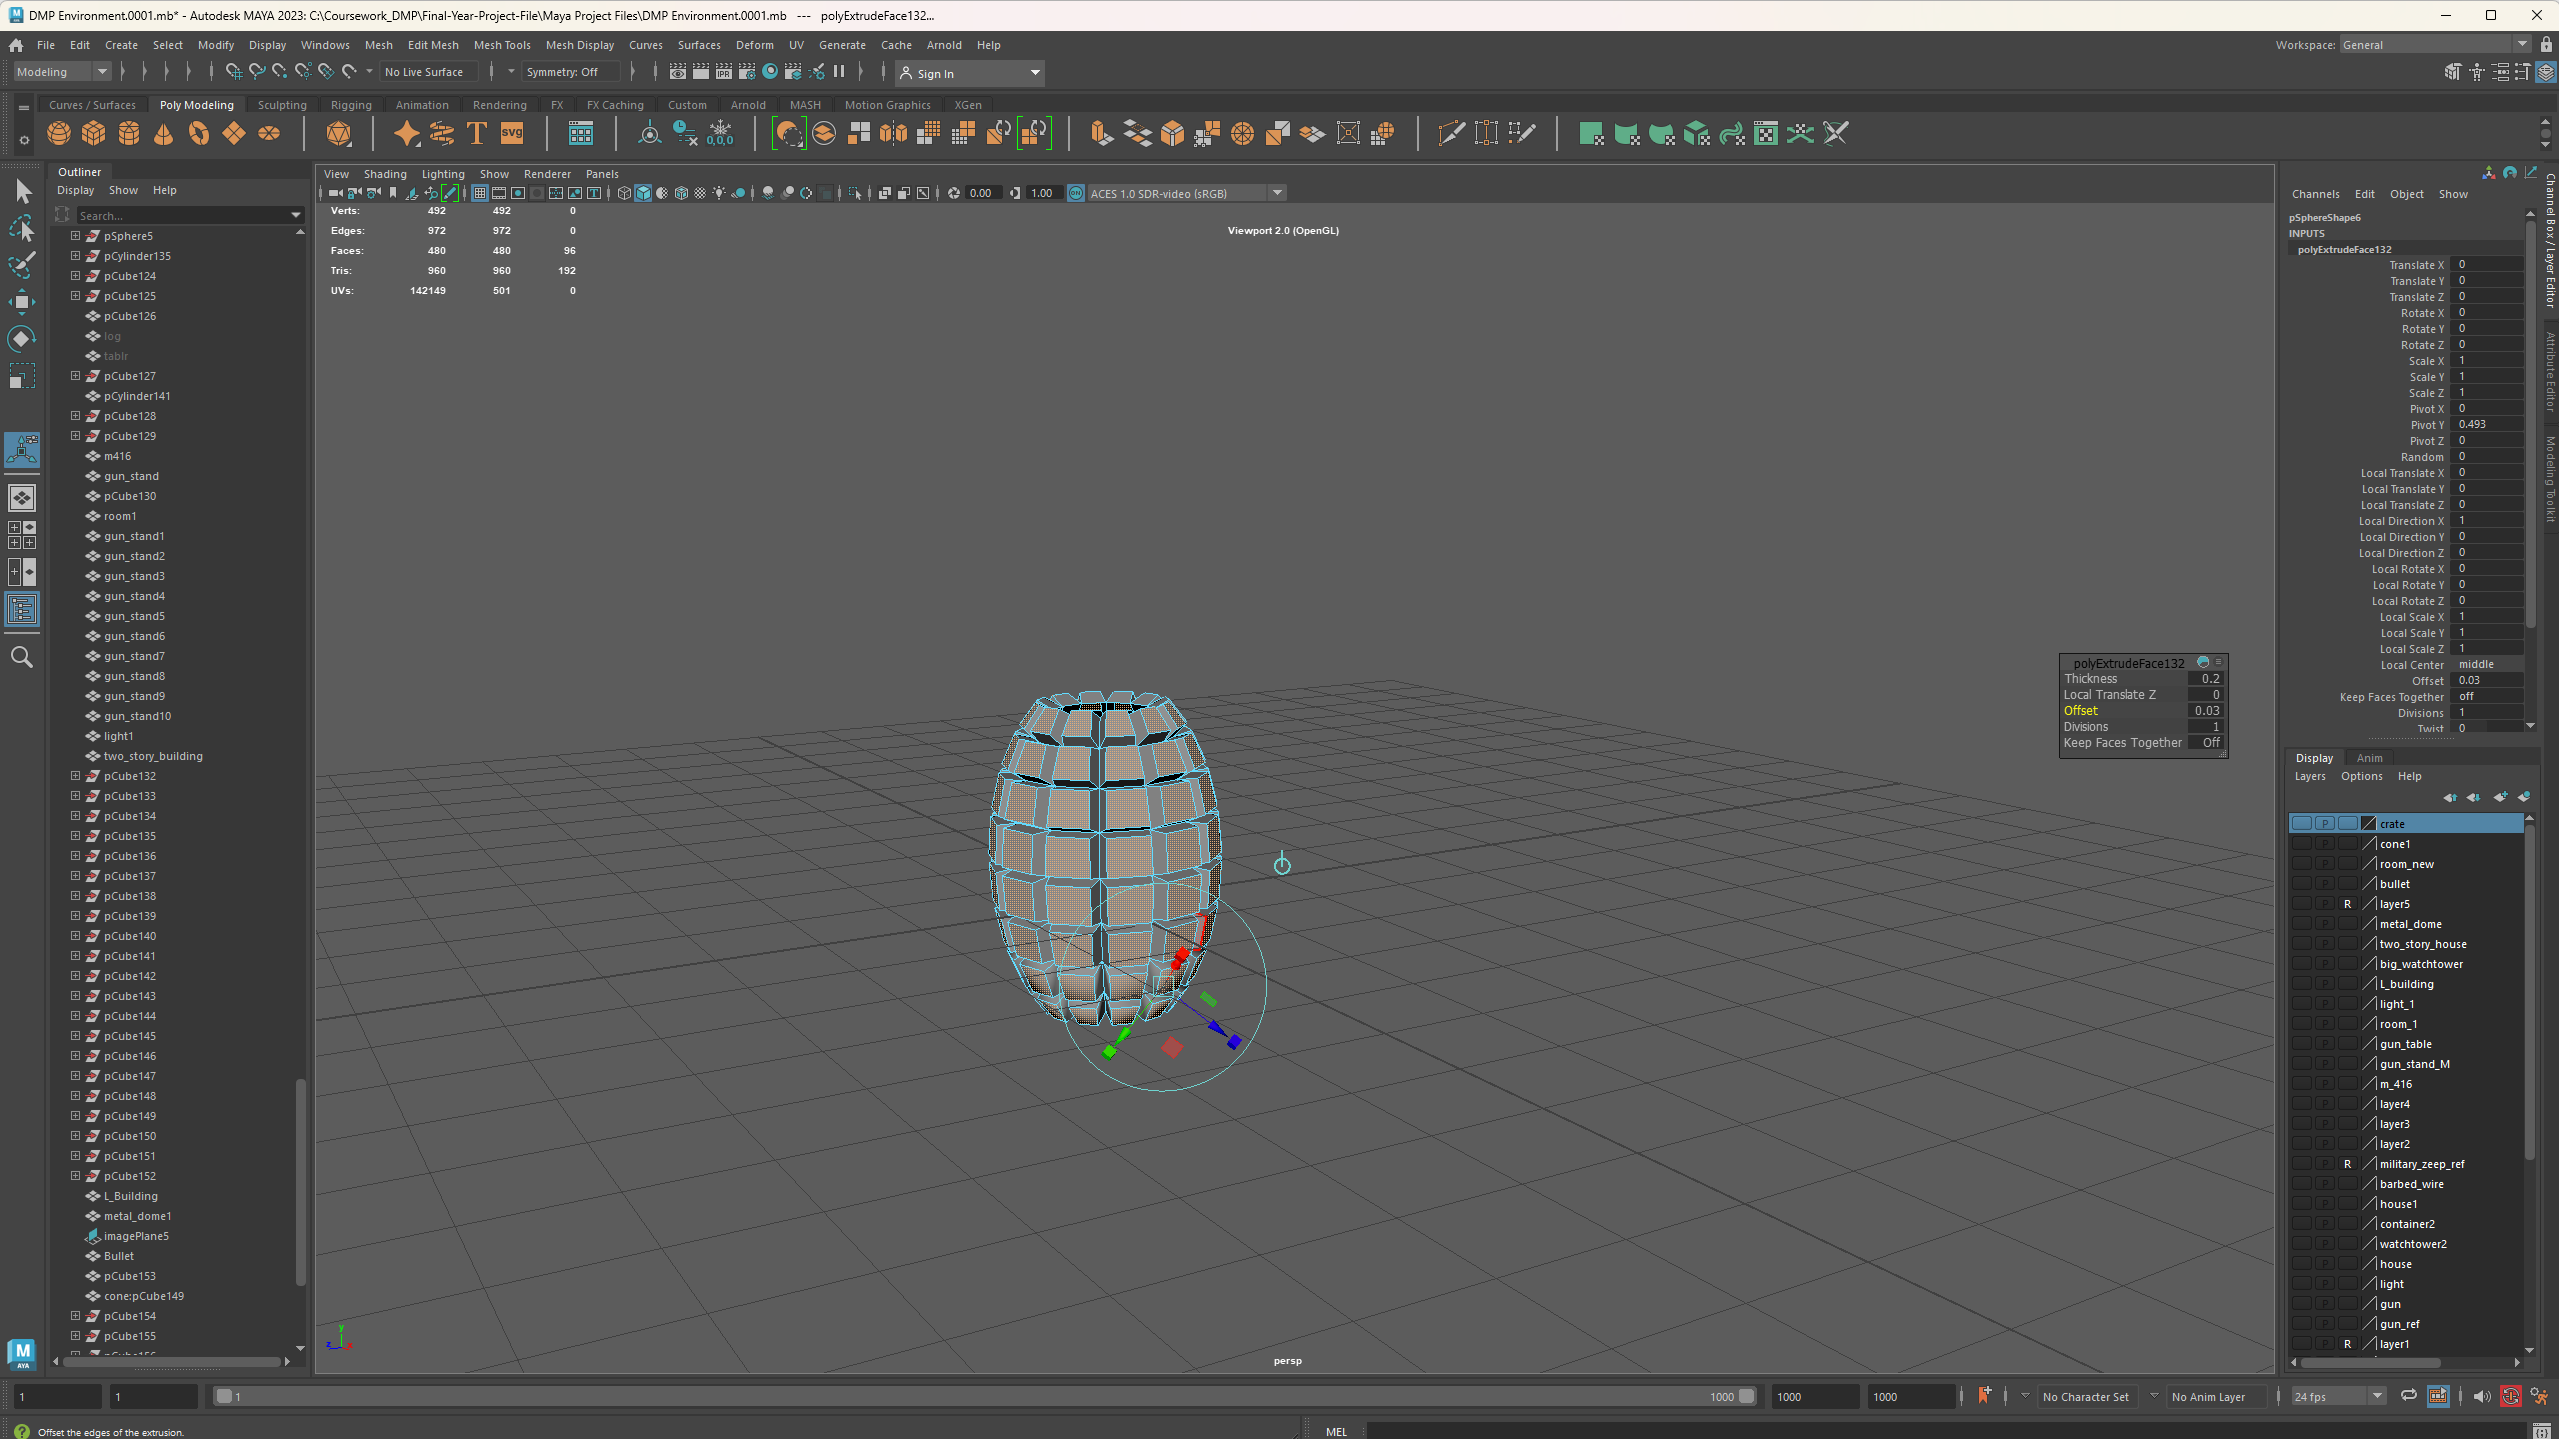 DMP Environment.0001.mb* - Autodesk MAYA 2023: C:\Coursework_DMP\Final-Year-Project-File\Maya Project Files\DMP Environment.0001.mb   ---   polyExtrudeFace132...
File Edit Create Select Modify Display Windows Mesh Edit Mesh Mesh Tools Mesh Display Curves Surfaces Deform UV Generate Cache Arnold Help
Workspace: General
Modeling
No Live Surface
Symmetry: Off
IPR
Sign In
Curves / Surfaces Poly Modeling Sculpting Rigging Animation Rendering FX FX Caching Custom Arnold MASH Motion Graphics XGen
T
SVG
0,0,0
Outliner
Display Show Help
Search...
pSphere5
pCylinder135
pCube124
pCube125
pCube126
log
tablr
pCube127
pCylinder141
pCube128
pCube129
m416
gun_stand
pCube130
room1
gun_stand1
gun_stand2
gun_stand3
gun_stand4
gun_stand5
gun_stand6
gun_stand7
gun_stand8
gun_stand9
gun_stand10
light1
two_story_building
pCube132
pCube133
pCube134
pCube135
pCube136
pCube137
pCube138
pCube139
pCube140
pCube141
pCube142
pCube143
pCube144
pCube145
pCube146
pCube147
pCube148
pCube149
pCube150
pCube151
pCube152
L_Building
metal_dome1
imagePlane5
Bullet
pCube153
cone:pCube149
pCube154
pCube155
View Shading Lighting Show Renderer Panels
0.00
1.00
ACES 1.0 SDR-video (sRGB)
Verts: 492 492 0
Edges: 972 972 0
Faces: 480 480 96
Tris: 960 960 192
UVs: 142149 501 0
Viewport 2.0 (OpenGL)
polyExtrudeFace132
Thickness 0.2
Local Translate Z 0
Offset 0.03
Divisions 1
Keep Faces Together Off
persp
y
z
x
Channels Edit Object Show
pSphereShape6
INPUTS
polyExtrudeFace132
Translate X 0
Translate Y 0
Translate Z 0
Rotate X 0
Rotate Y 0
Rotate Z 0
Scale X 1
Scale Y 1
Scale Z 1
Pivot X 0
Pivot Y 0.493
Pivot Z 0
Random 0
Local Translate X 0
Local Translate Y 0
Local Translate Z 0
Local Direction X 1
Local Direction Y 0
Local Direction Z 0
Local Rotate X 0
Local Rotate Y 0
Local Rotate Z 0
Local Scale X 1
Local Scale Y 1
Local Scale Z 1
Local Center middle
Offset 0.03
Keep Faces Together off
Divisions 1
Twist 0
Channel Box / Layer Editor
Attribute Editor
Modeling Toolkit
Display Anim
Layers Options Help
P crate
P cone1
P room_new
P bullet
P R layer5
P metal_dome
P two_story_house
P big_watchtower
P L_building
P light_1
P room_1
P gun_table
P gun_stand_M
P m_416
P layer4
P layer3
P layer2
P R military_zeep_ref
P barbed_wire
P house1
P container2
P watchtower2
P house
P light
P gun
P gun_ref
P R layer1
M
AYA
1
1
1
1000
1000
1000
No Character Set
No Anim Layer
24 fps
Offset the edges of the extrusion.
MEL